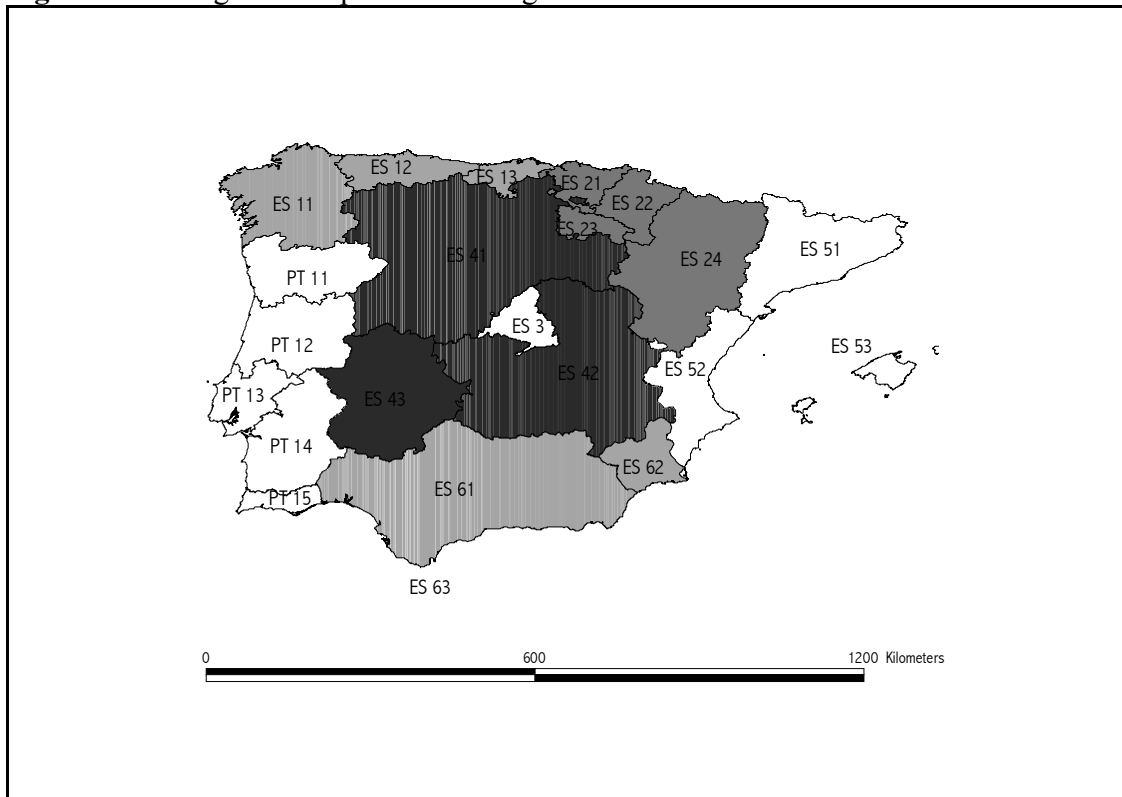 ES 12
ES 13
ES 21
ES 11
ES 22
ES 23
ES 41
ES 24
ES 51
PT 11
ES 3
PT 12
ES 53
ES 52
ES 42
PT 13
ES 43
PT 14
ES 62
ES 61
PT 15
ES 63
0 600 1200 Kilometers